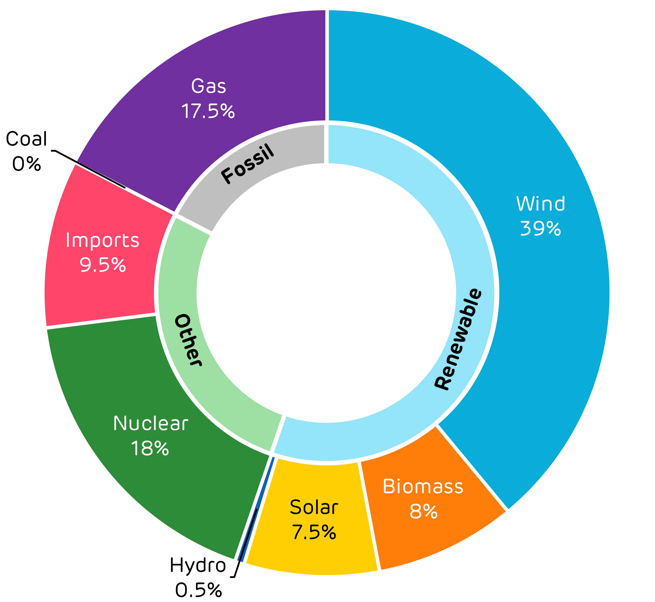 Gas
17.5%
Coal
0%
Fossil
Wind
39%
Imports
9.5%
Other
Renewable
Nuclear
18%
Biomass
8%
Solar
7.5%
Hydro
0.5%